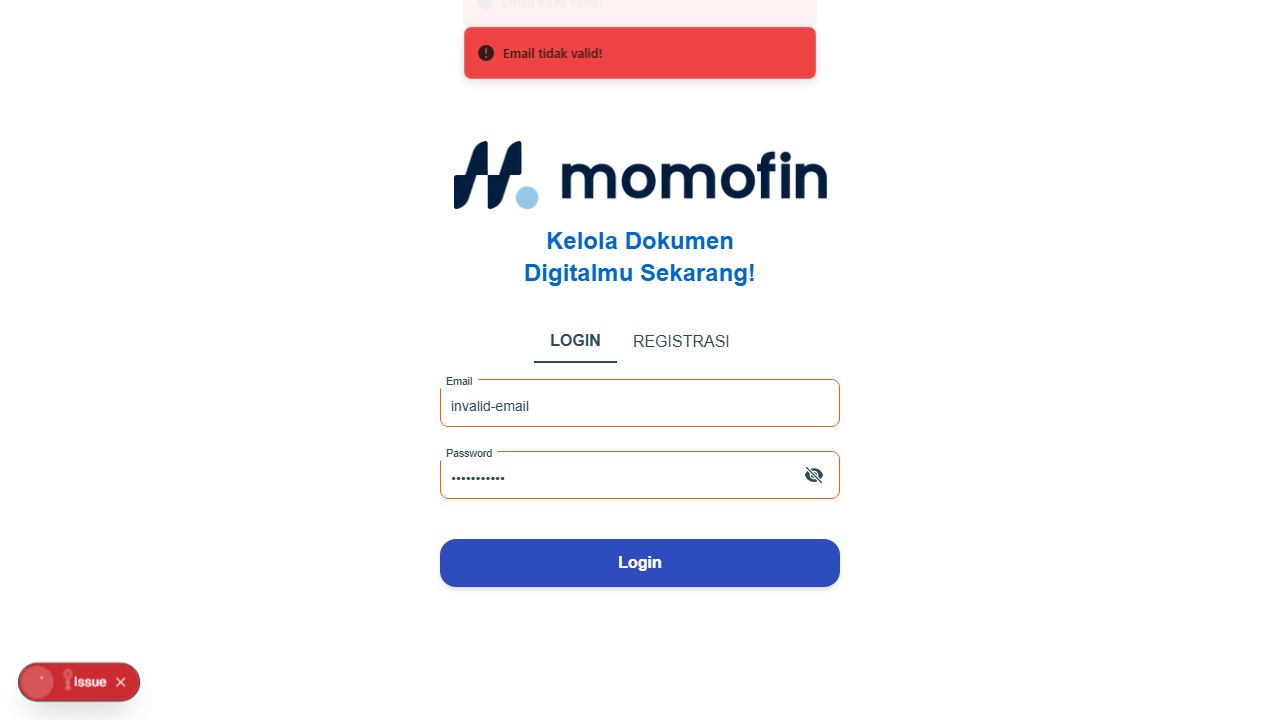 Email tidak valid!
Email tidak valid!
momofin
Kelola Dokumen
Digitalmu Sekarang!
LOGIN REGISTRASI
Email
invalid-email
Password
•••••••••••
Login
Issue